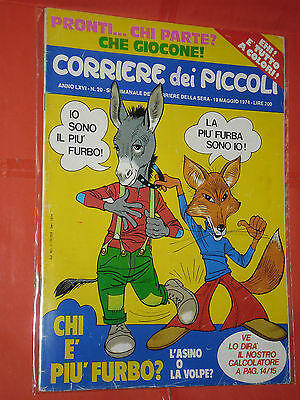 PRONTI... CHI PARTE?
CHE GIOCONE!
EHI!
E' TUTTO
A COLORI!
CORRIERE dei PICCOLI
ANNO LXVI - N. 20 - SETTIMANALE DEL CORRIERE DELLA SERA - 19 MAGGIO 1974 - LIRE 200
IO
SONO
IL PIU'
FURBO!
LA
PIU' FURBA
SONO IO!
CHI
E'
PIU' FURBO?
L'ASINO
O
LA VOLPE?
VE
LO DIRA'
IL NOSTRO
CALCOLATORE
A PAG. 14/15